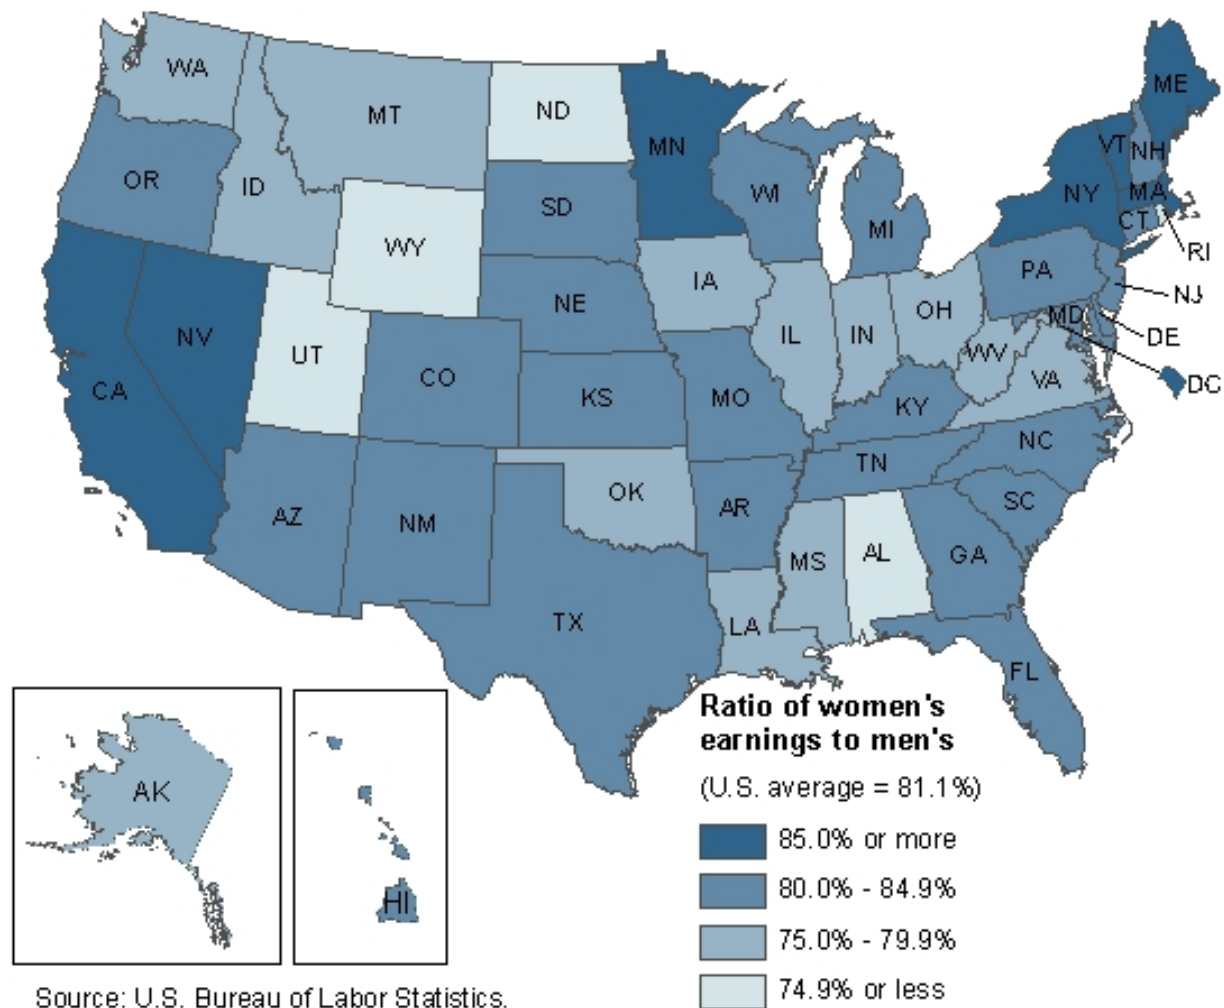 WA
MT
ND
MN
ME
VT
NH
OR
ID
SD
WI
MI
NY
MA
CT
RI
WY
IA
PA
NJ
NE
NV
UT
CO
IL
IN
OH
MD
DE
WV
VA
DC
CA
KS
MO
KY
NC
TN
AZ
NM
OK
AR
SC
MS
AL
GA
TX
LA
FL
AK
HI
Ratio of women's
earnings to men's
(U.S. average = 81.1%)
85.0% or more
80.0% - 84.9%
75.0% - 79.9%
74.9% or less
Source: U.S. Bureau of Labor Statistics.